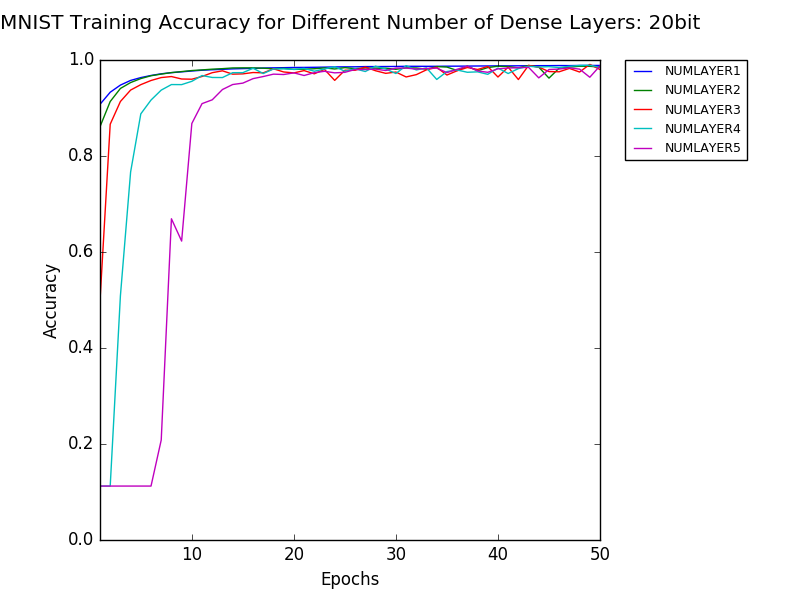 MNIST Training Accuracy for Different Number of Dense Layers: 20bit
1.0
0.8
0.6
0.4
0.2
0.0
Accuracy
10 20 30 40 50
Epochs
NUMLAYER1
NUMLAYER2
NUMLAYER3
NUMLAYER4
NUMLAYER5